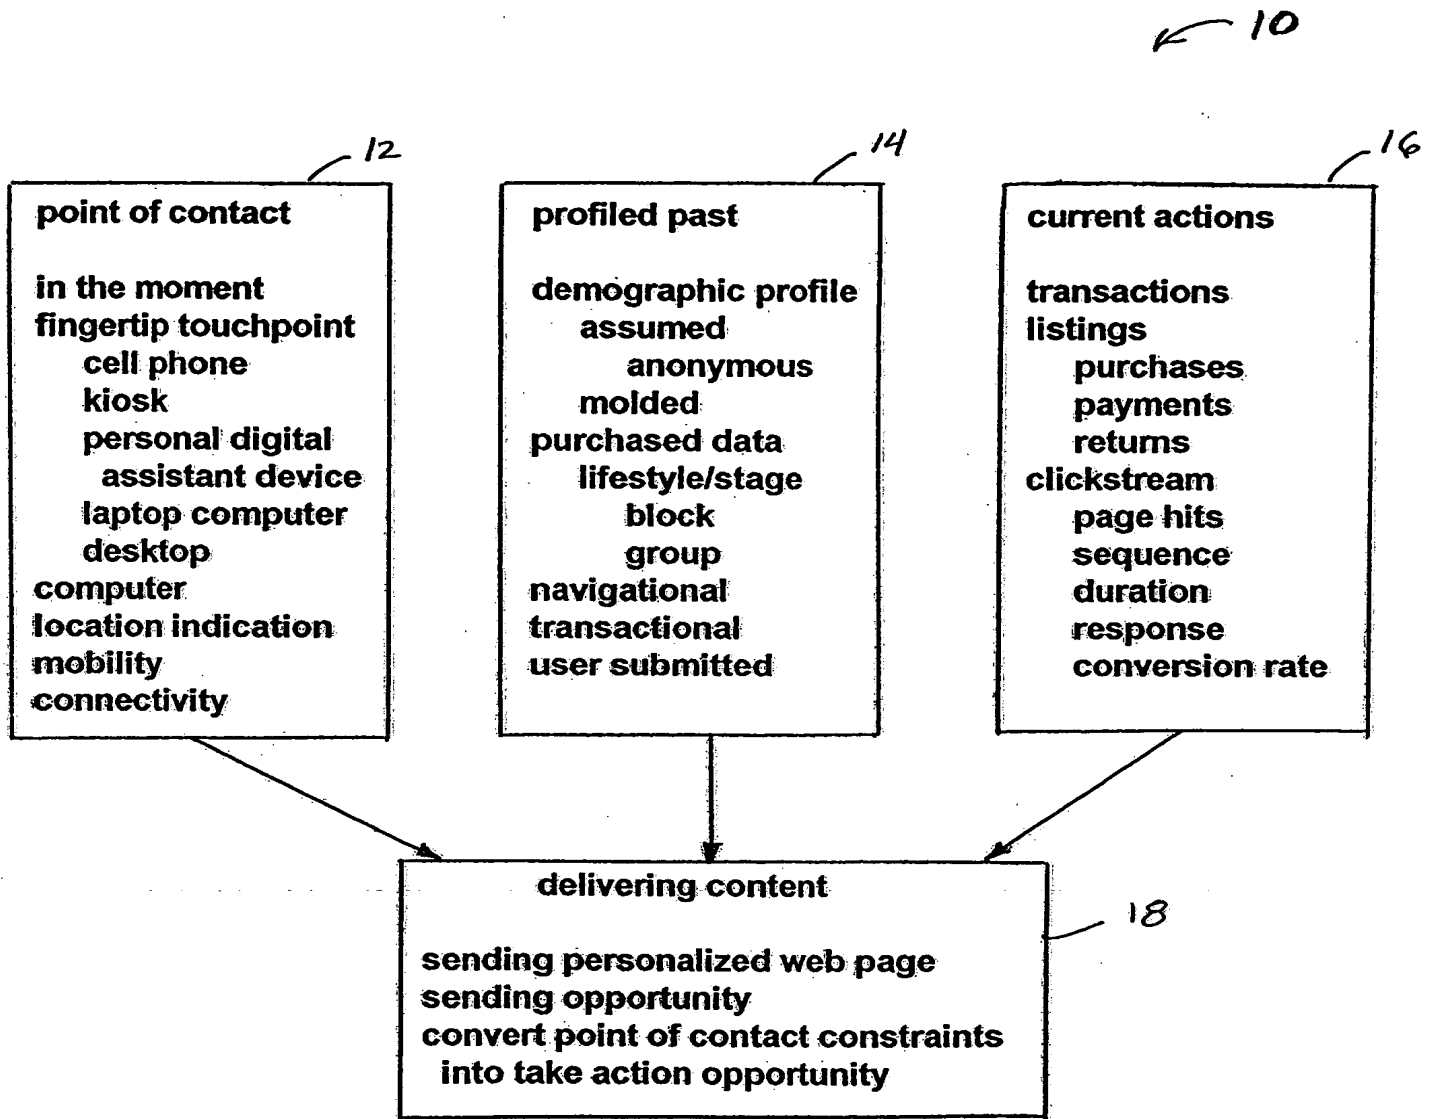 10
12
point of contact
in the moment
fingertip touchpoint
cell phone
kiosk
personal digital
assistant device
laptop computer
desktop
computer
location indication
mobility
connectivity
14
profiled past
demographic profile
assumed
anonymous
molded
purchased data
lifestyle/stage
block
group
navigational
transactional
user submitted
16
current actions
transactions
listings
purchases
payments
returns
clickstream
page hits
sequence
duration
response
conversion rate
delivering content
18
sending personalized web page
sending opportunity
convert point of contact constraints
into take action opportunity